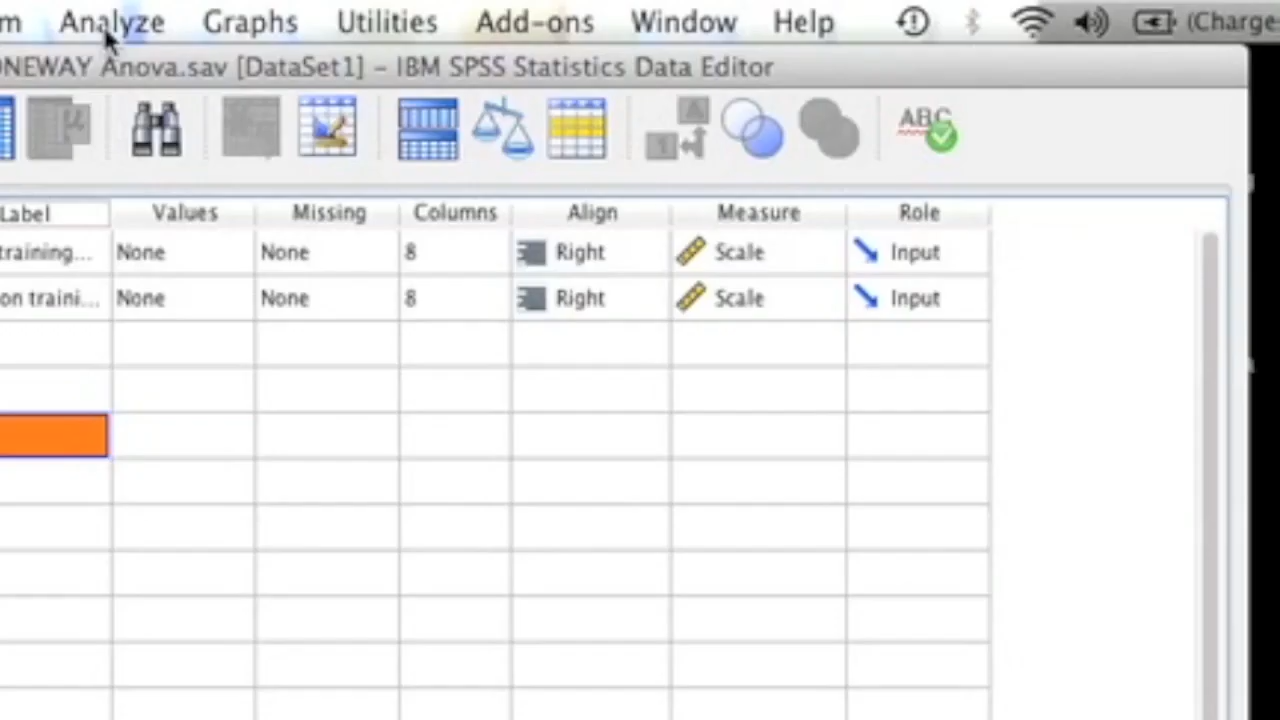 m Analyze Graphs Utilities Add-ons Window Help (Charge
NEWAY Anova.sav [DataSet1] – IBM SPSS Statistics Data Editor
ABC
Label Values Missing Columns Align Measure Role
training... None None 8 Right Scale Input
on traini... None None 8 Right Scale Input